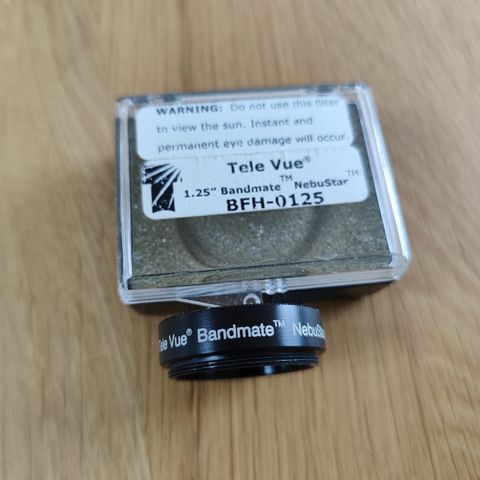 WARNING: Do not use this filter
to view the sun. Instant and
permanent eye damage will occur.
Tele Vue®
1.25" Bandmate™ NebuStar™
BFH-0125
Tele Vue® Bandmate™ NebuStar